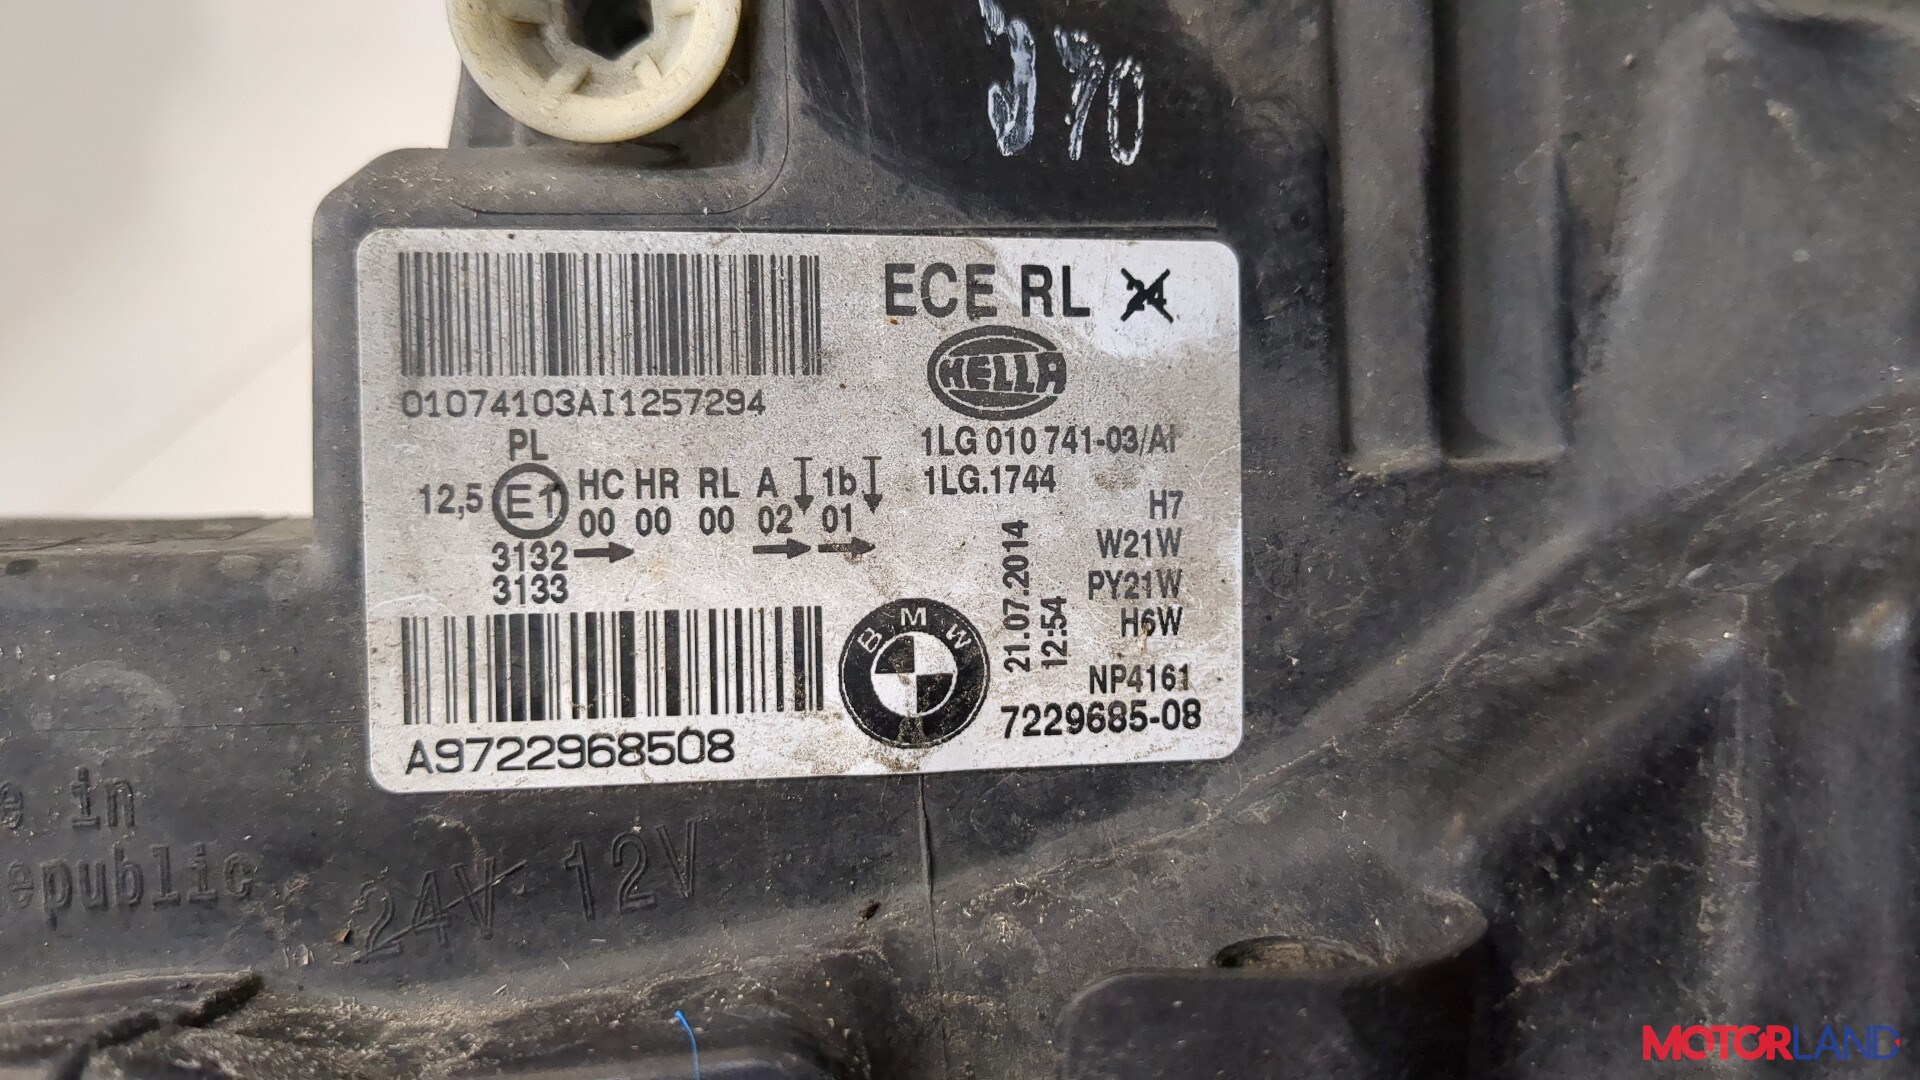 J70
ECE RL 24
01074103AI1257294
HELLA
1LG 010 741-03/AI
PL
12,5 E1 HC HR RL A 1b
00 00 00 02 01
1LG.1744
3132
3133
H7
W21W
PY21W
H6W
21.07.2014
12:54
BMW
NP4161
7229685-08
A9722968508
in
24V 12V
MOTORLAND